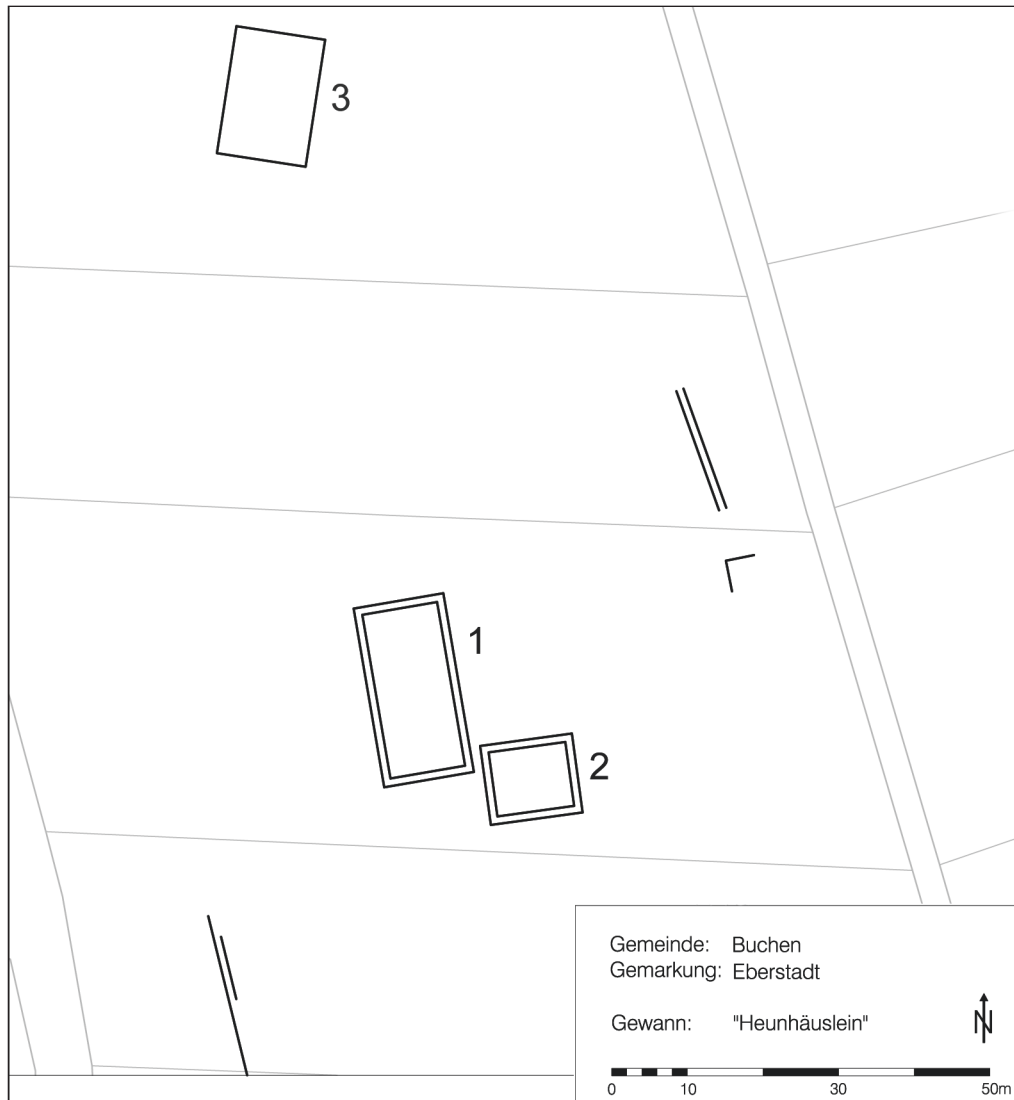 3
1
2
Gemeinde: Buchen
Gemarkung: Eberstadt
Gewann: "Heunhäuslein"
N
0 10 30 50m